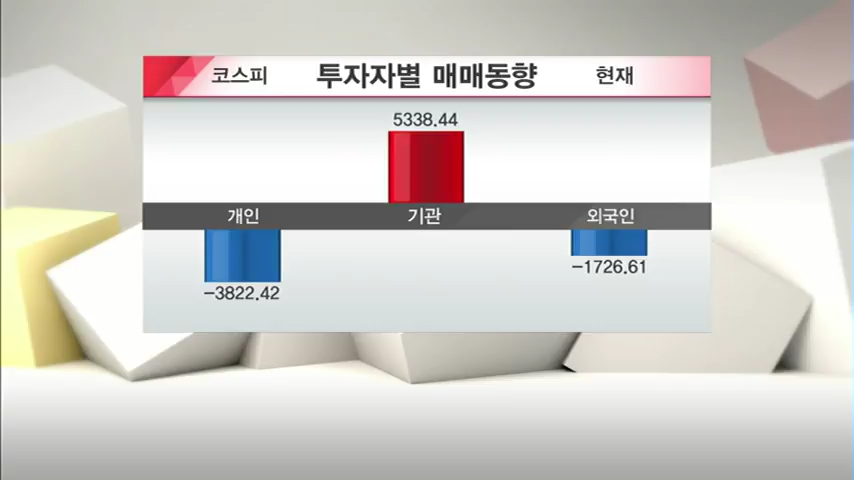 코스피 투자자별 매매동향 현재
5338.44
개인 기관 외국인
-1726.61
-3822.42